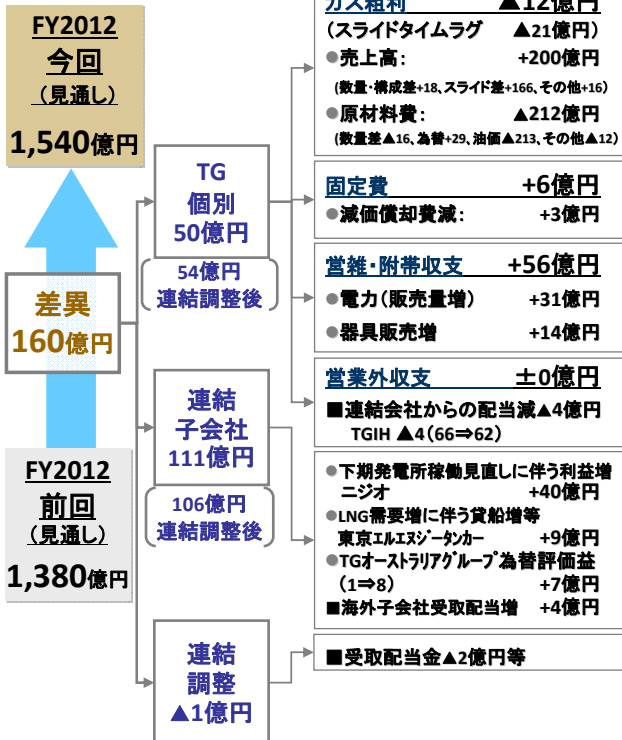 FY2012
今回
(見通し)
1,540億円
差異
160億円
FY2012
前回
(見通し)
1,380億円
TG
個別
50億円
54億円
連結調整後
連結
子会社
111億円
106億円
連結調整後
連結
調整
▲1億円
ガス粗利 ▲12億円
(スライドタイムラグ ▲21億円)
●売上高: +200億円
(数量・構成差+18、スライド差+166、その他+16)
●原材料費: ▲212億円
(数量差▲16、為替+29、油価▲213、その他▲12)
固定費 +6億円
●減価償却費減: +3億円
営雑・附帯収支 +56億円
●電力(販売量増) +31億円
●器具販売増 +14億円
営業外収支 ±0億円
■連結会社からの配当減▲4億円
TGIH ▲4(66⇒62)
●下期発電所稼働見直しに伴う利益増
ニジオ +40億円
●LNG需要増に伴う貸船増等
東京エルエヌジータンカー +9億円
●TGオーストラリアグループ為替評価益
(1⇒8) +7億円
■海外子会社受取配当増 +4億円
■受取配当金▲2億円等